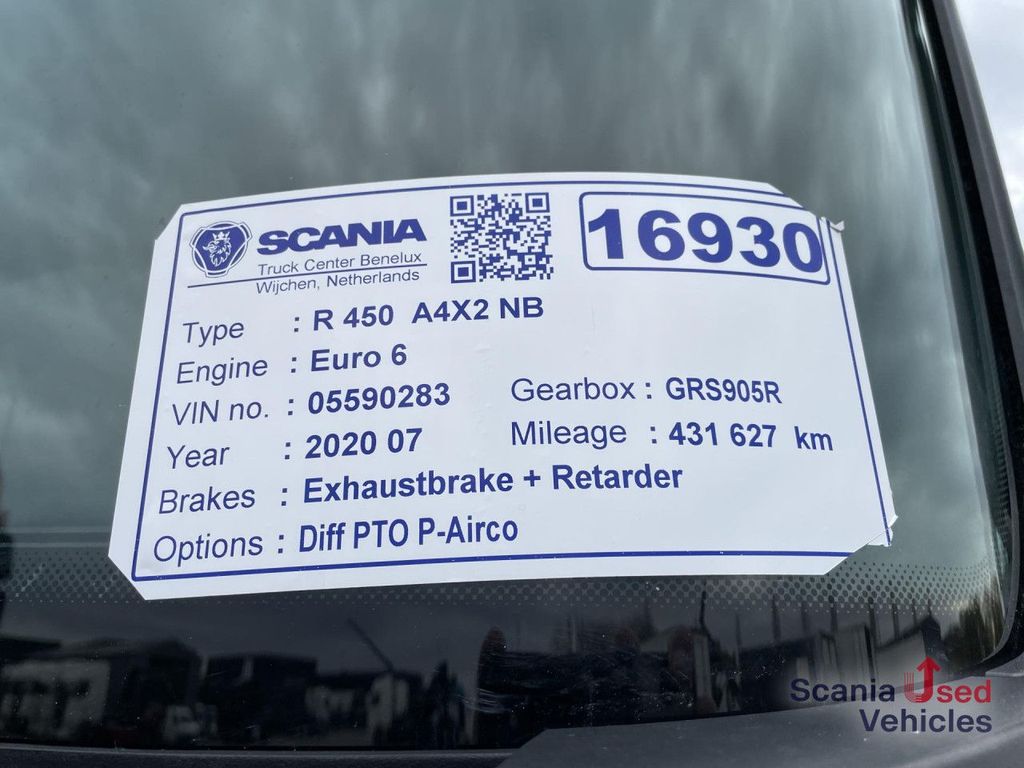 SCANIA
Truck Center Benelux
Wijchen, Netherlands
16930
Type : R 450 A4X2 NB
Engine : Euro 6
VIN no. : 05590283
Gearbox : GRS905R
Year : 2020 07
Mileage : 431 627 km
Brakes : Exhaustbrake + Retarder
Options : Diff PTO P-Airco
Scania Used
Vehicles